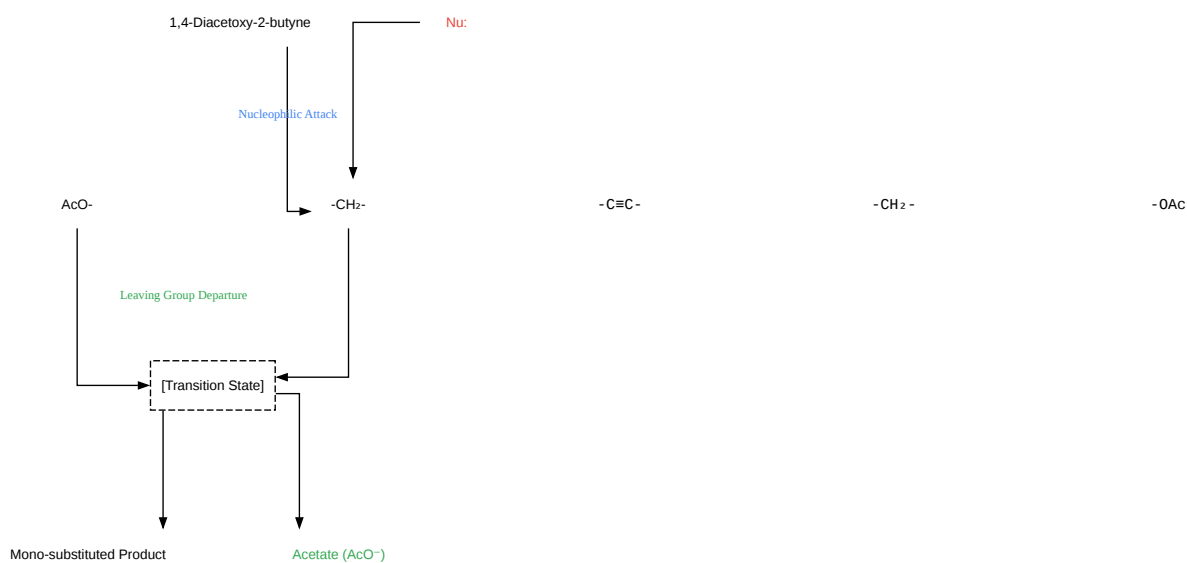 1,4-Diacetoxy-2-butyne
Nu:
Nucleophilic Attack
AcO-
-CH₂-
-C≡C-
-CH₂-
-OAc
Leaving Group Departure
[Transition State]
Mono-substituted Product
Acetate (AcO⁻)